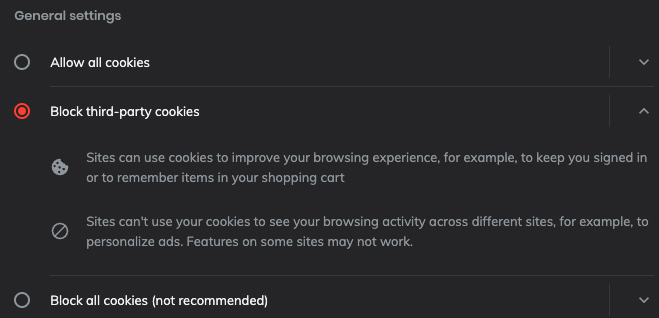 General settings
Allow all cookies
Block third-party cookies
Sites can use cookies to improve your browsing experience, for example, to keep you signed in
or to remember items in your shopping cart
Sites can't use your cookies to see your browsing activity across different sites, for example, to
personalize ads. Features on some sites may not work.
Block all cookies (not recommended)